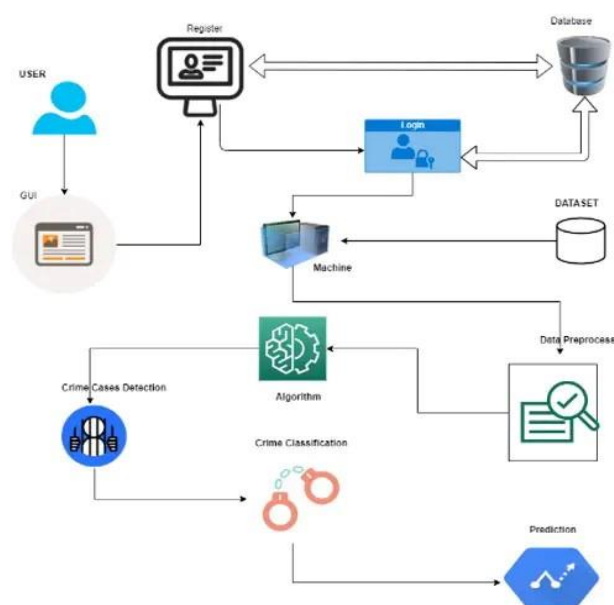 Register
Database
USER
Login
GUI
DATASET
Machine
Data Preprocess
Crime Cases Detection
Algorithm
Crime Classification
Prediction